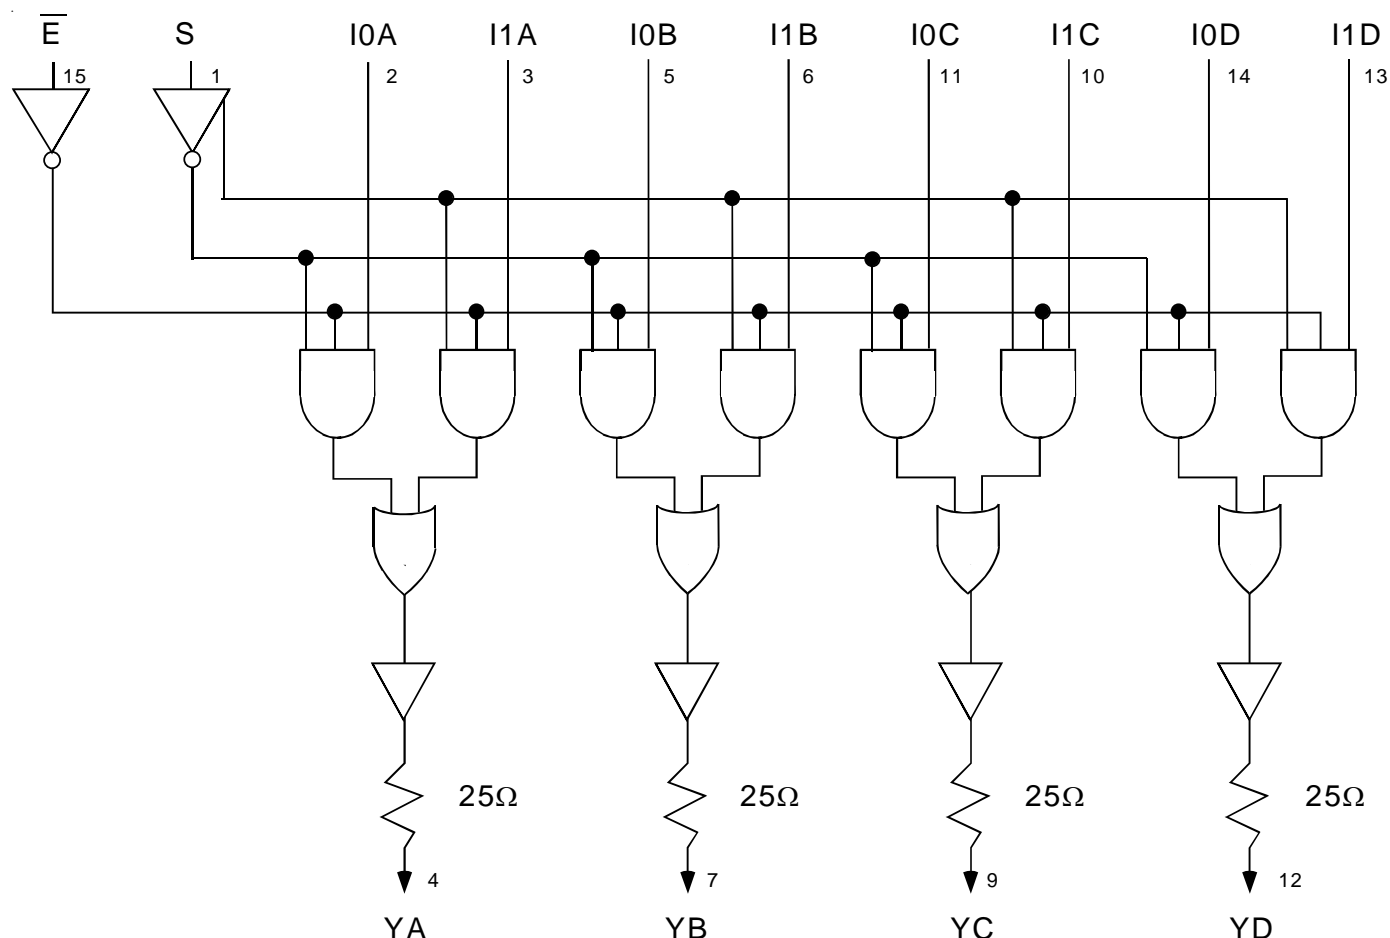 E̅ S I0A I1A I0B I1B I0C I1C I0D I1D
15 1 2 3 5 6 11 10 14 13
25Ω 25Ω 25Ω 25Ω
4 7 9 12
YA YB YC YD